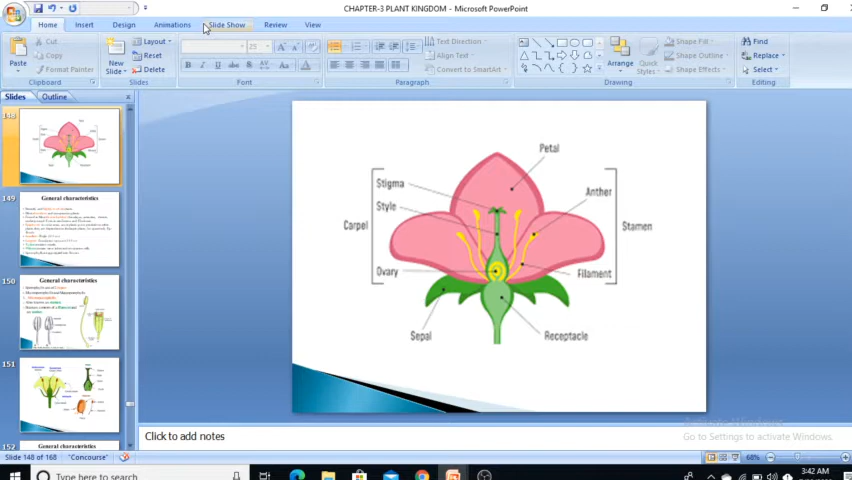 CHAPTER-3 PLANT KINGDOM - Microsoft PowerPoint
Home Insert Design Animations Slide Show Review View
Paste
Cut
Copy
Format Painter
Clipboard
New
Slide
Layout
Reset
Delete
Slides
25
B I U abe S AV Aa A
Font
Text Direction
Align Text
Convert to SmartArt
Paragraph
Arrange
Quick
Styles
Shape Fill
Shape Outline
Shape Effects
Drawing
Find
Replace
Select
Editing
Slides Outline
148
149
General characteristics
150
General characteristics
151
152
General characteristics
Petal
Stigma
Anther
Style
Carpel
Stamen
Ovary
Filament
Sepal
Receptacle
Click to add notes
Activate Windows
Go to Settings to activate Windows.
Slide 148 of 168
"Concourse"
68%
Type here to search
3:42 AM